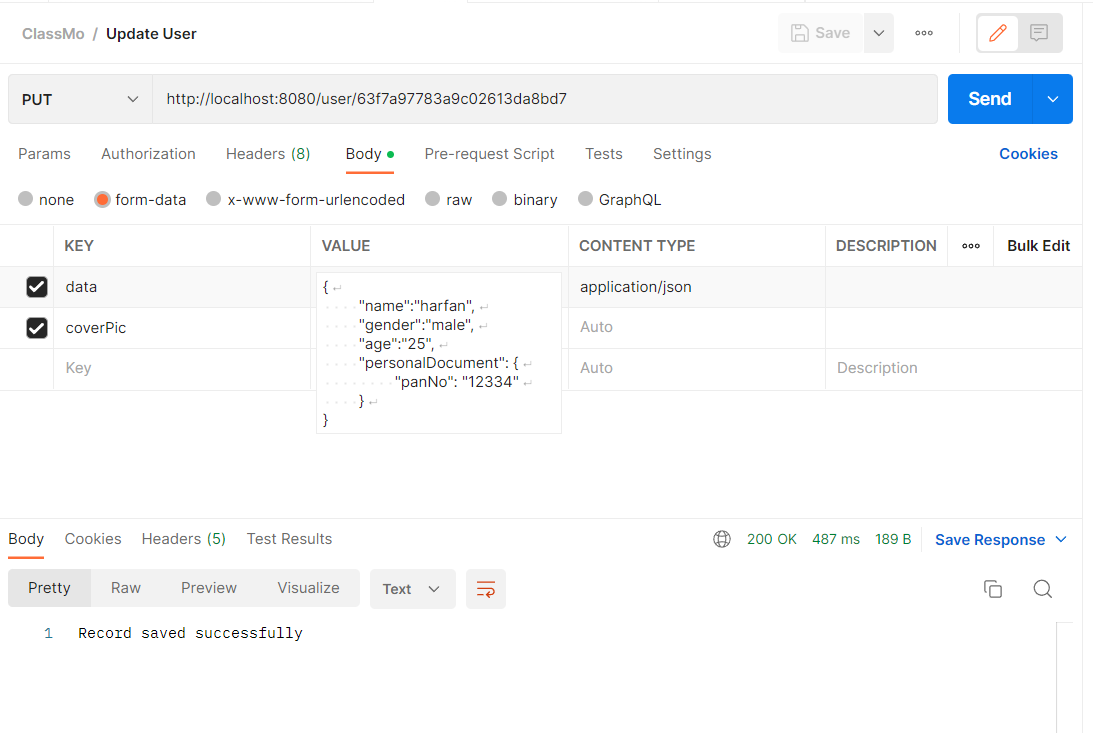 ClassMo / Update User
Save
PUT
http://localhost:8080/user/63f7a97783a9c02613da8bd7
Send
Params Authorization Headers (8) Body Pre-request Script Tests Settings Cookies
none form-data x-www-form-urlencoded raw binary GraphQL
KEY VALUE CONTENT TYPE DESCRIPTION Bulk Edit
data application/json
{
"name":"harfan",
"gender":"male",
"age":"25",
"personalDocument": {
"panNo": "12334"
}
}
coverPic Auto
Key Auto Description
Body Cookies Headers (5) Test Results 200 OK 487 ms 189 B Save Response
Pretty Raw Preview Visualize Text
1 Record saved successfully